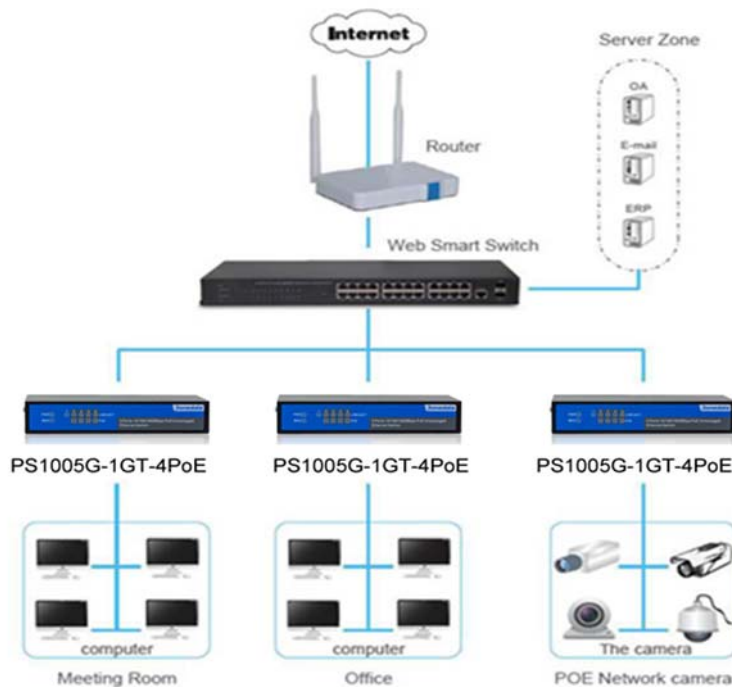 Internet
Server Zone
OA
Router
E-mail
ERP
Web Smart Switch
PS1005G-1GT-4PoE
PS1005G-1GT-4PoE
PS1005G-1GT-4PoE
computer
computer
The camera
Meeting Room
Office
POE Network camera